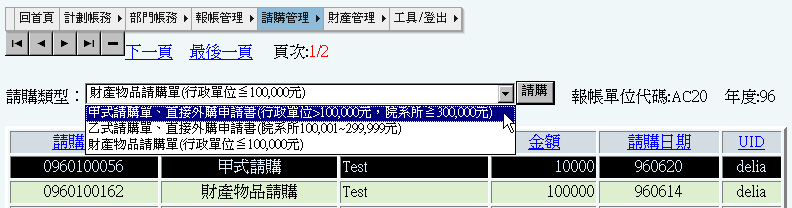 回首頁 計劃帳務 部門帳務 報帳管理 請購管理 財產管理 工具/登出
下一頁 最後一頁 頁次:1/2
請購類型： 財產物品請購單(行政單位≦100,000元) 請購 報帳單位代碼:AC20 年度:96
甲式請購單、直接外購申請書(行政單位>100,000元，院系所≦300,000元)
乙式請購單、直接外購申請書(院系所100,001~299,999元)
財產物品請購單(行政單位≦100,000元)
請購 金額 請購日期 UID
0960100056 甲式請購 Test 10000 960620 delia
0960100162 財產物品請購 Test 100000 960614 delia